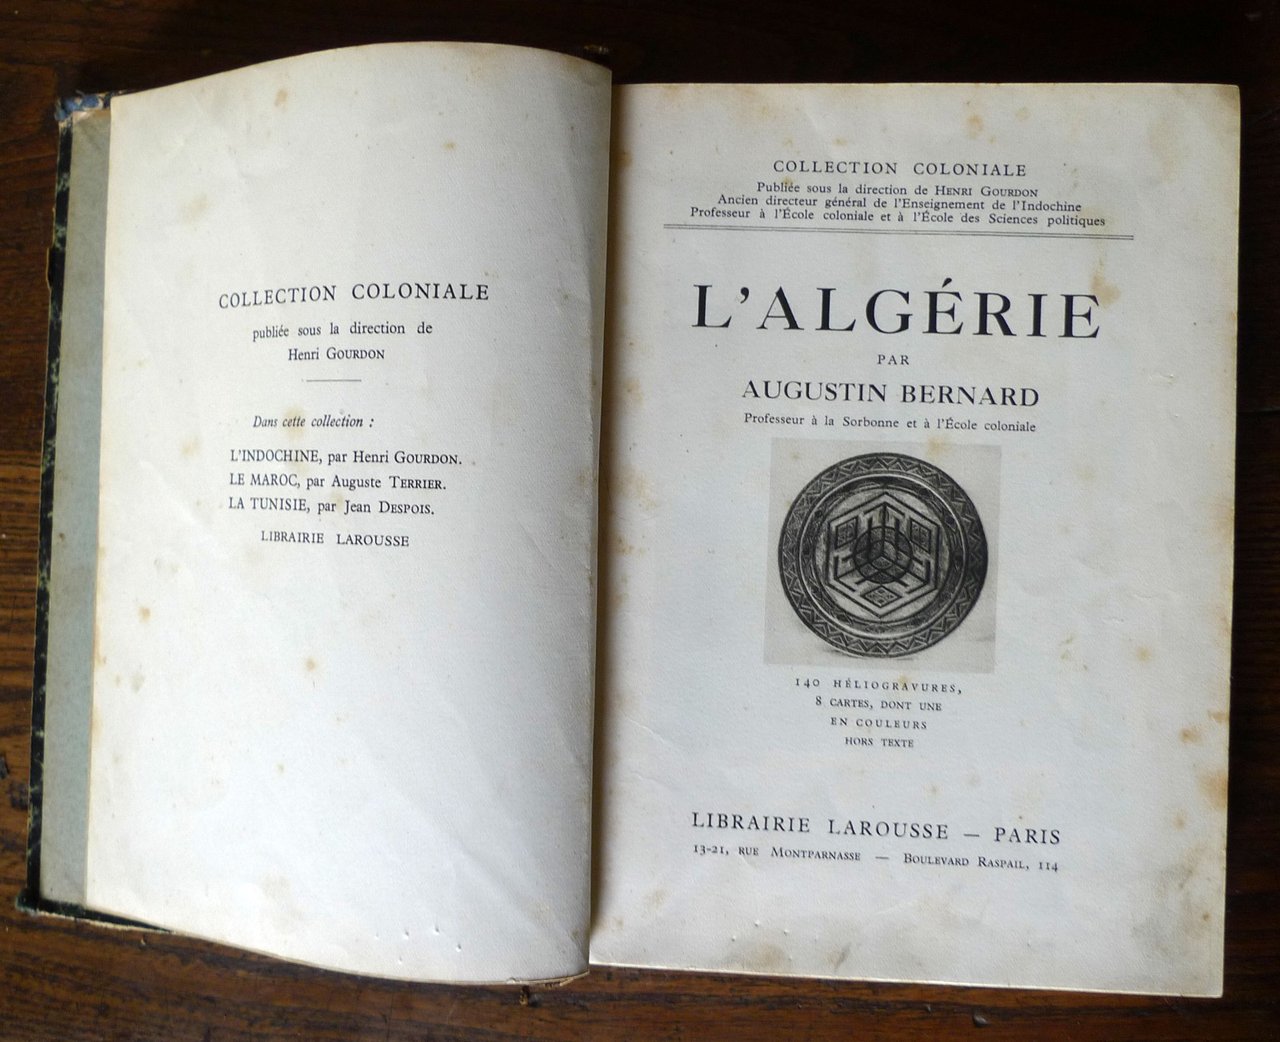 COLLECTION COLONIALE
publiée sous la direction de
Henri GOURDON
Dans cette collection :
L'INDOCHINE, par Henri GOURDON.
LE MAROC, par Auguste TERRIER.
LA TUNISIE, par Jean DESPOIS.
LIBRAIRIE LAROUSSE
COLLECTION COLONIALE
Publiée sous la direction de HENRI GOURDON
Ancien directeur général de l'Enseignement de l'Indochine
Professeur à l'École coloniale et à l'École des Sciences politiques
L'ALGÉRIE
PAR
AUGUSTIN BERNARD
Professeur à la Sorbonne et à l'École coloniale
140 HÉLIOGRAVURES,
8 CARTES, DONT UNE
EN COULEURS
HORS TEXTE
LIBRAIRIE LAROUSSE — PARIS
13-21, RUE MONTPARNASSE — BOULEVARD RASPAIL, 114